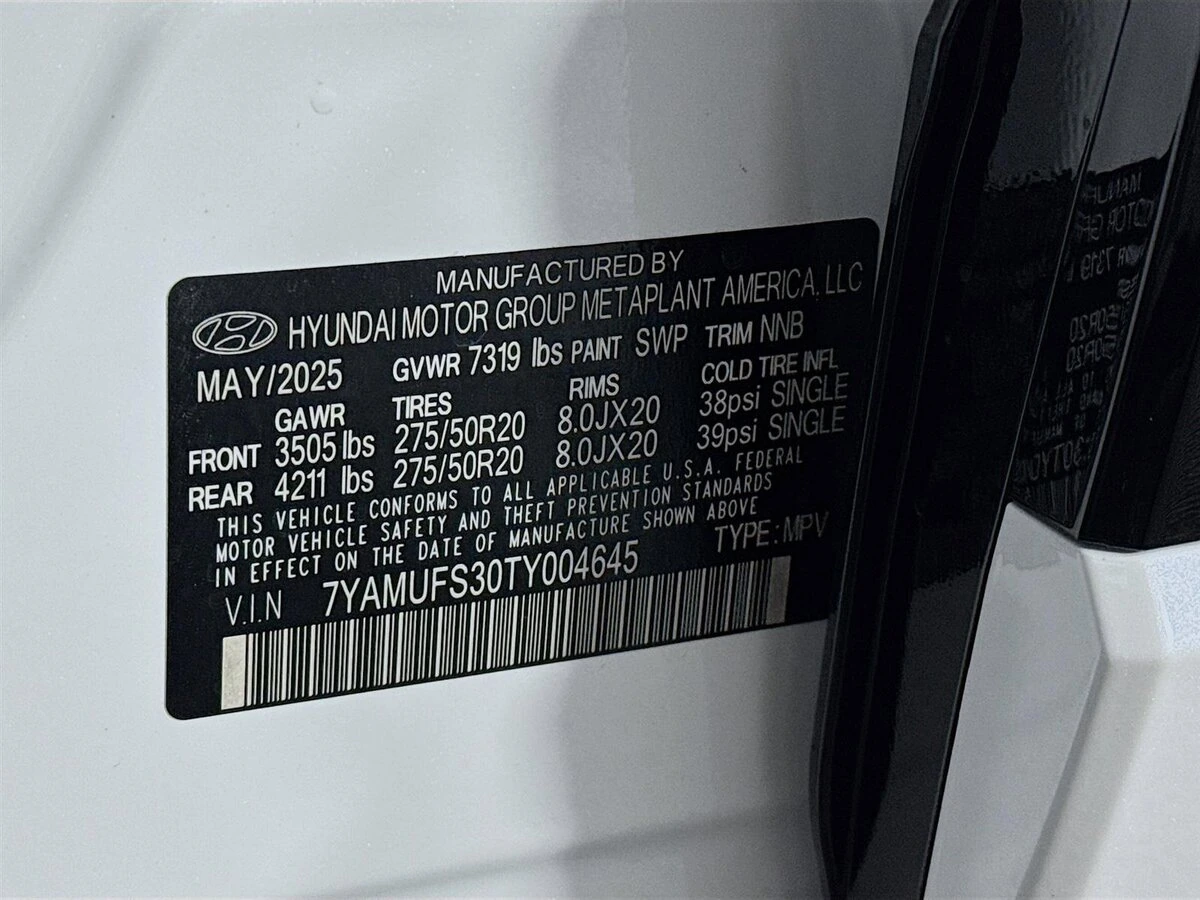 MANUFACTURED BY
HYUNDAI MOTOR GROUP METAPLANT AMERICA, LLC
MAY/2025 GVWR 7319 lbs PAINT SWP TRIM NNB
GAWR TIRES RIMS COLD TIRE INFL
FRONT 3505 lbs 275/50R20 8.0JX20 38psi SINGLE
REAR 4211 lbs 275/50R20 8.0JX20 39psi SINGLE
THIS VEHICLE CONFORMS TO ALL APPLICABLE U.S.A. FEDERAL
MOTOR VEHICLE SAFETY AND THEFT PREVENTION STANDARDS
IN EFFECT ON THE DATE OF MANUFACTURE SHOWN ABOVE
V.I.N 7YAMUFS30TY004645 TYPE: MPV